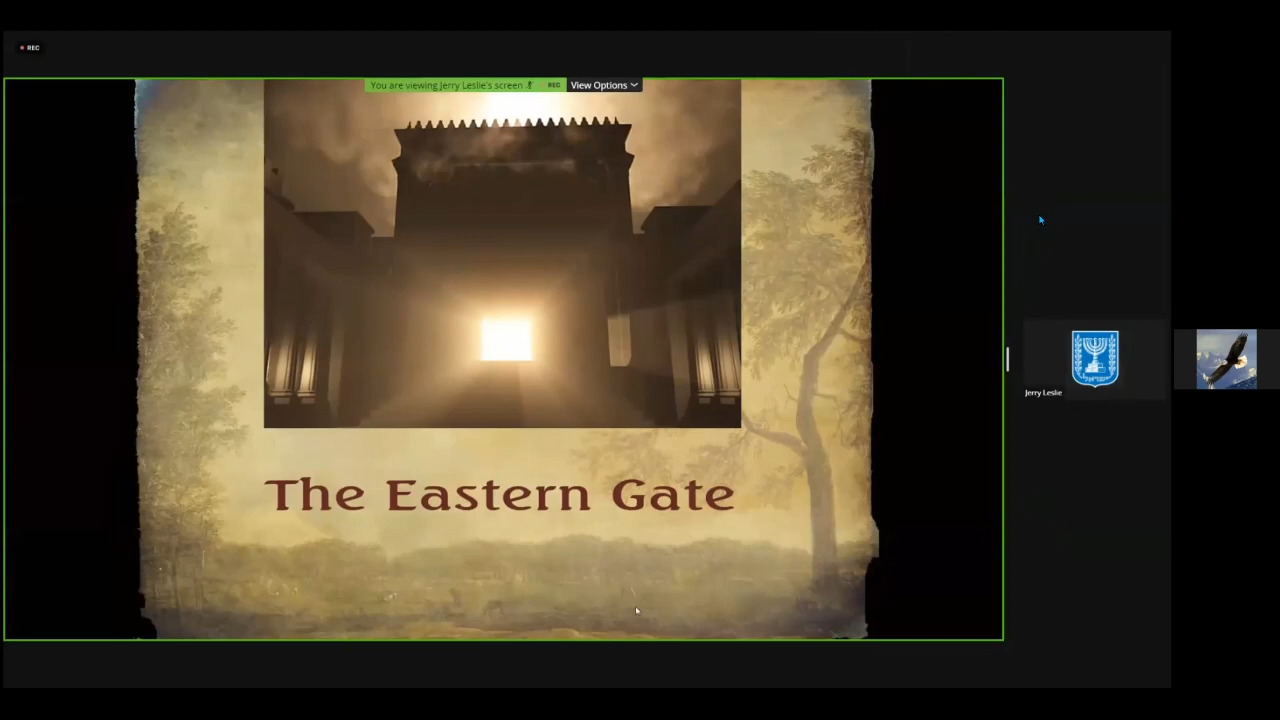 REC
You are viewing Jerry Leslie's screen REC View Options
The Eastern Gate
Jerry Leslie